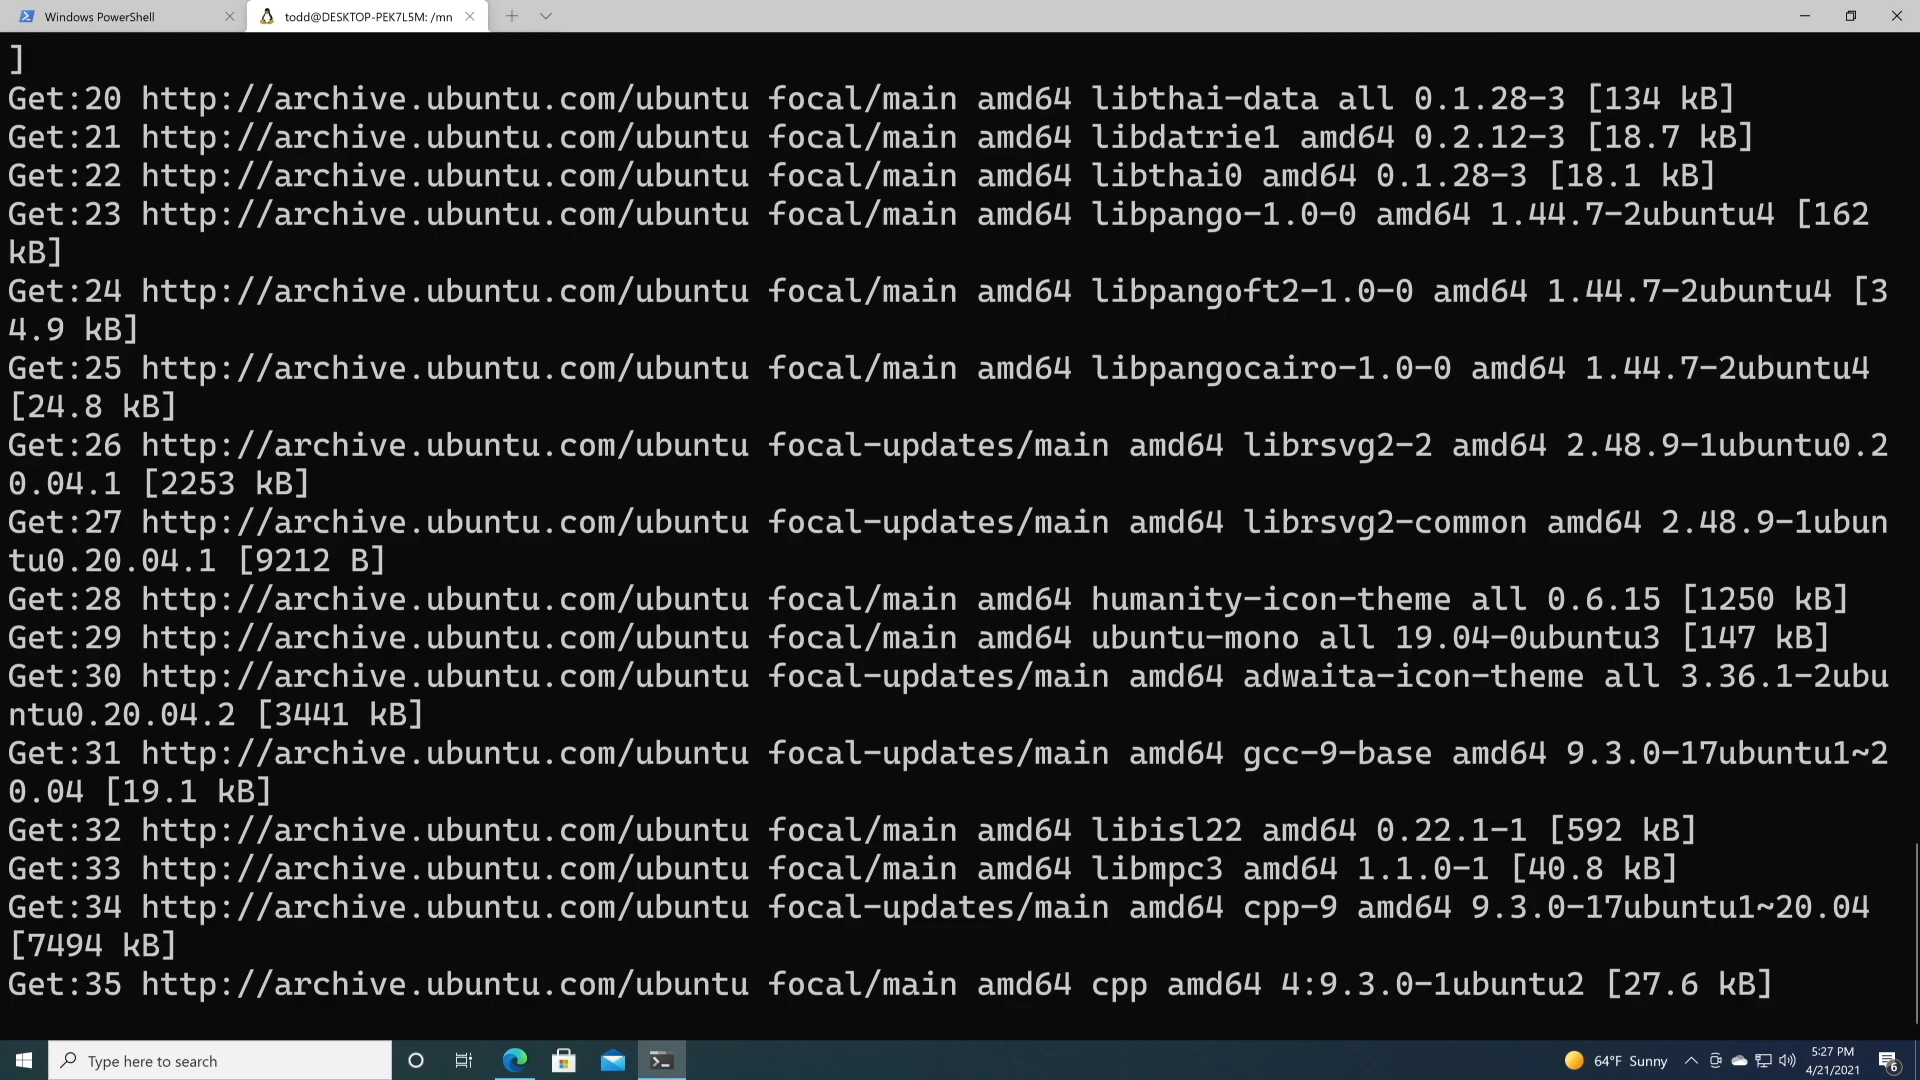 Windows PowerShell
todd@DESKTOP-PEK7L5M: /mn
]
Get:20 http://archive.ubuntu.com/ubuntu focal/main amd64 libthai-data all 0.1.28-3 [134 kB]
Get:21 http://archive.ubuntu.com/ubuntu focal/main amd64 libdatrie1 amd64 0.2.12-3 [18.7 kB]
Get:22 http://archive.ubuntu.com/ubuntu focal/main amd64 libthai0 amd64 0.1.28-3 [18.1 kB]
Get:23 http://archive.ubuntu.com/ubuntu focal/main amd64 libpango-1.0-0 amd64 1.44.7-2ubuntu4 [162
kB]
Get:24 http://archive.ubuntu.com/ubuntu focal/main amd64 libpangoft2-1.0-0 amd64 1.44.7-2ubuntu4 [3
4.9 kB]
Get:25 http://archive.ubuntu.com/ubuntu focal/main amd64 libpangocairo-1.0-0 amd64 1.44.7-2ubuntu4
[24.8 kB]
Get:26 http://archive.ubuntu.com/ubuntu focal-updates/main amd64 librsvg2-2 amd64 2.48.9-1ubuntu0.2
0.04.1 [2253 kB]
Get:27 http://archive.ubuntu.com/ubuntu focal-updates/main amd64 librsvg2-common amd64 2.48.9-1ubun
tu0.20.04.1 [9212 B]
Get:28 http://archive.ubuntu.com/ubuntu focal/main amd64 humanity-icon-theme all 0.6.15 [1250 kB]
Get:29 http://archive.ubuntu.com/ubuntu focal/main amd64 ubuntu-mono all 19.04-0ubuntu3 [147 kB]
Get:30 http://archive.ubuntu.com/ubuntu focal-updates/main amd64 adwaita-icon-theme all 3.36.1-2ubu
ntu0.20.04.2 [3441 kB]
Get:31 http://archive.ubuntu.com/ubuntu focal-updates/main amd64 gcc-9-base amd64 9.3.0-17ubuntu1~2
0.04 [19.1 kB]
Get:32 http://archive.ubuntu.com/ubuntu focal/main amd64 libisl22 amd64 0.22.1-1 [592 kB]
Get:33 http://archive.ubuntu.com/ubuntu focal/main amd64 libmpc3 amd64 1.1.0-1 [40.8 kB]
Get:34 http://archive.ubuntu.com/ubuntu focal-updates/main amd64 cpp-9 amd64 9.3.0-17ubuntu1~20.04
[7494 kB]
Get:35 http://archive.ubuntu.com/ubuntu focal/main amd64 cpp amd64 4:9.3.0-1ubuntu2 [27.6 kB]
Type here to search
64°F Sunny
5:27 PM
4/21/2021
6